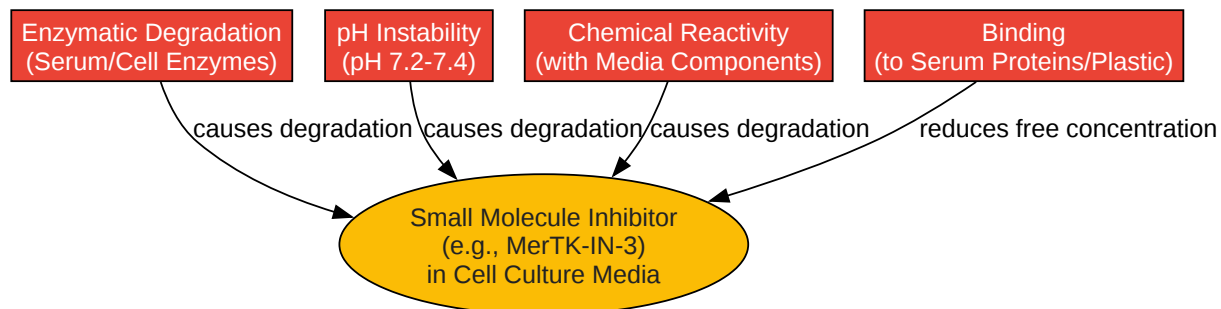 Enzymatic Degradation
(Serum/Cell Enzymes)
pH Instability
(pH 7.2-7.4)
Chemical Reactivity
(with Media Components)
Binding
(to Serum Proteins/Plastic)
causes degradation
causes degradation
causes degradation
reduces free concentration
Small Molecule Inhibitor
(e.g., MerTK-IN-3)
in Cell Culture Media